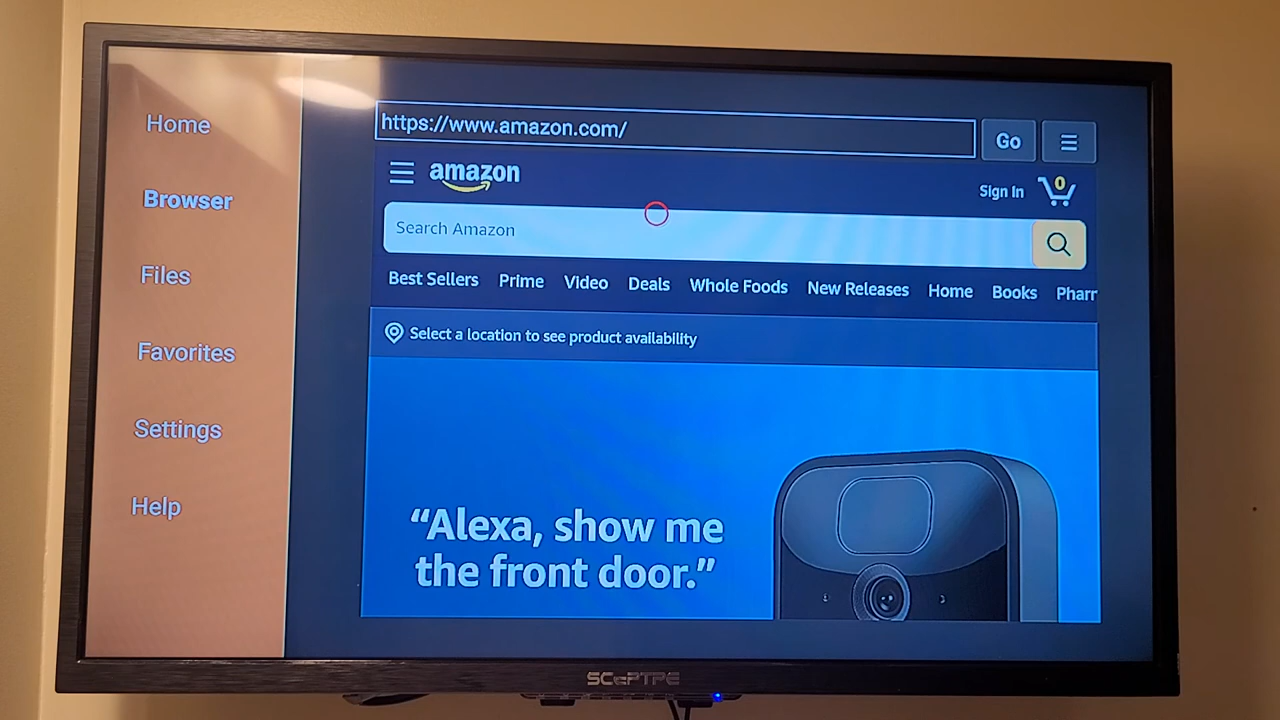 Home
Browser
Files
Favorites
Settings
Help
https://www.amazon.com/
Go
amazon
Sign In
0
Search Amazon
Best Sellers Prime Video Deals Whole Foods New Releases Home Books Pharr
Select a location to see product availability
“Alexa, show me
the front door.”
SCEPTRE